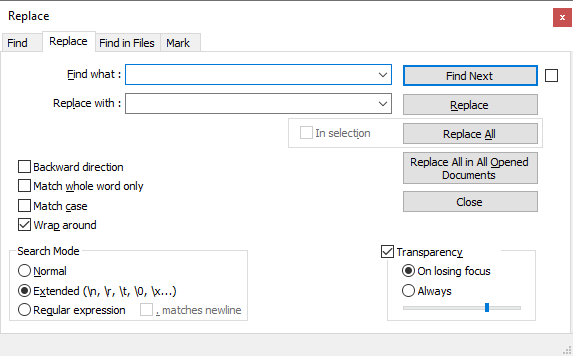 Replace
Find Replace Find in Files Mark
Find what :
Find Next
Replace with :
Replace
In selection
Replace All
Replace All in All Opened
Documents
Close
Backward direction
Match whole word only
Match case
Wrap around
Search Mode
Normal
Extended (\n, \r, \t, \0, \x...)
Regular expression
. matches newline
Transparency
On losing focus
Always